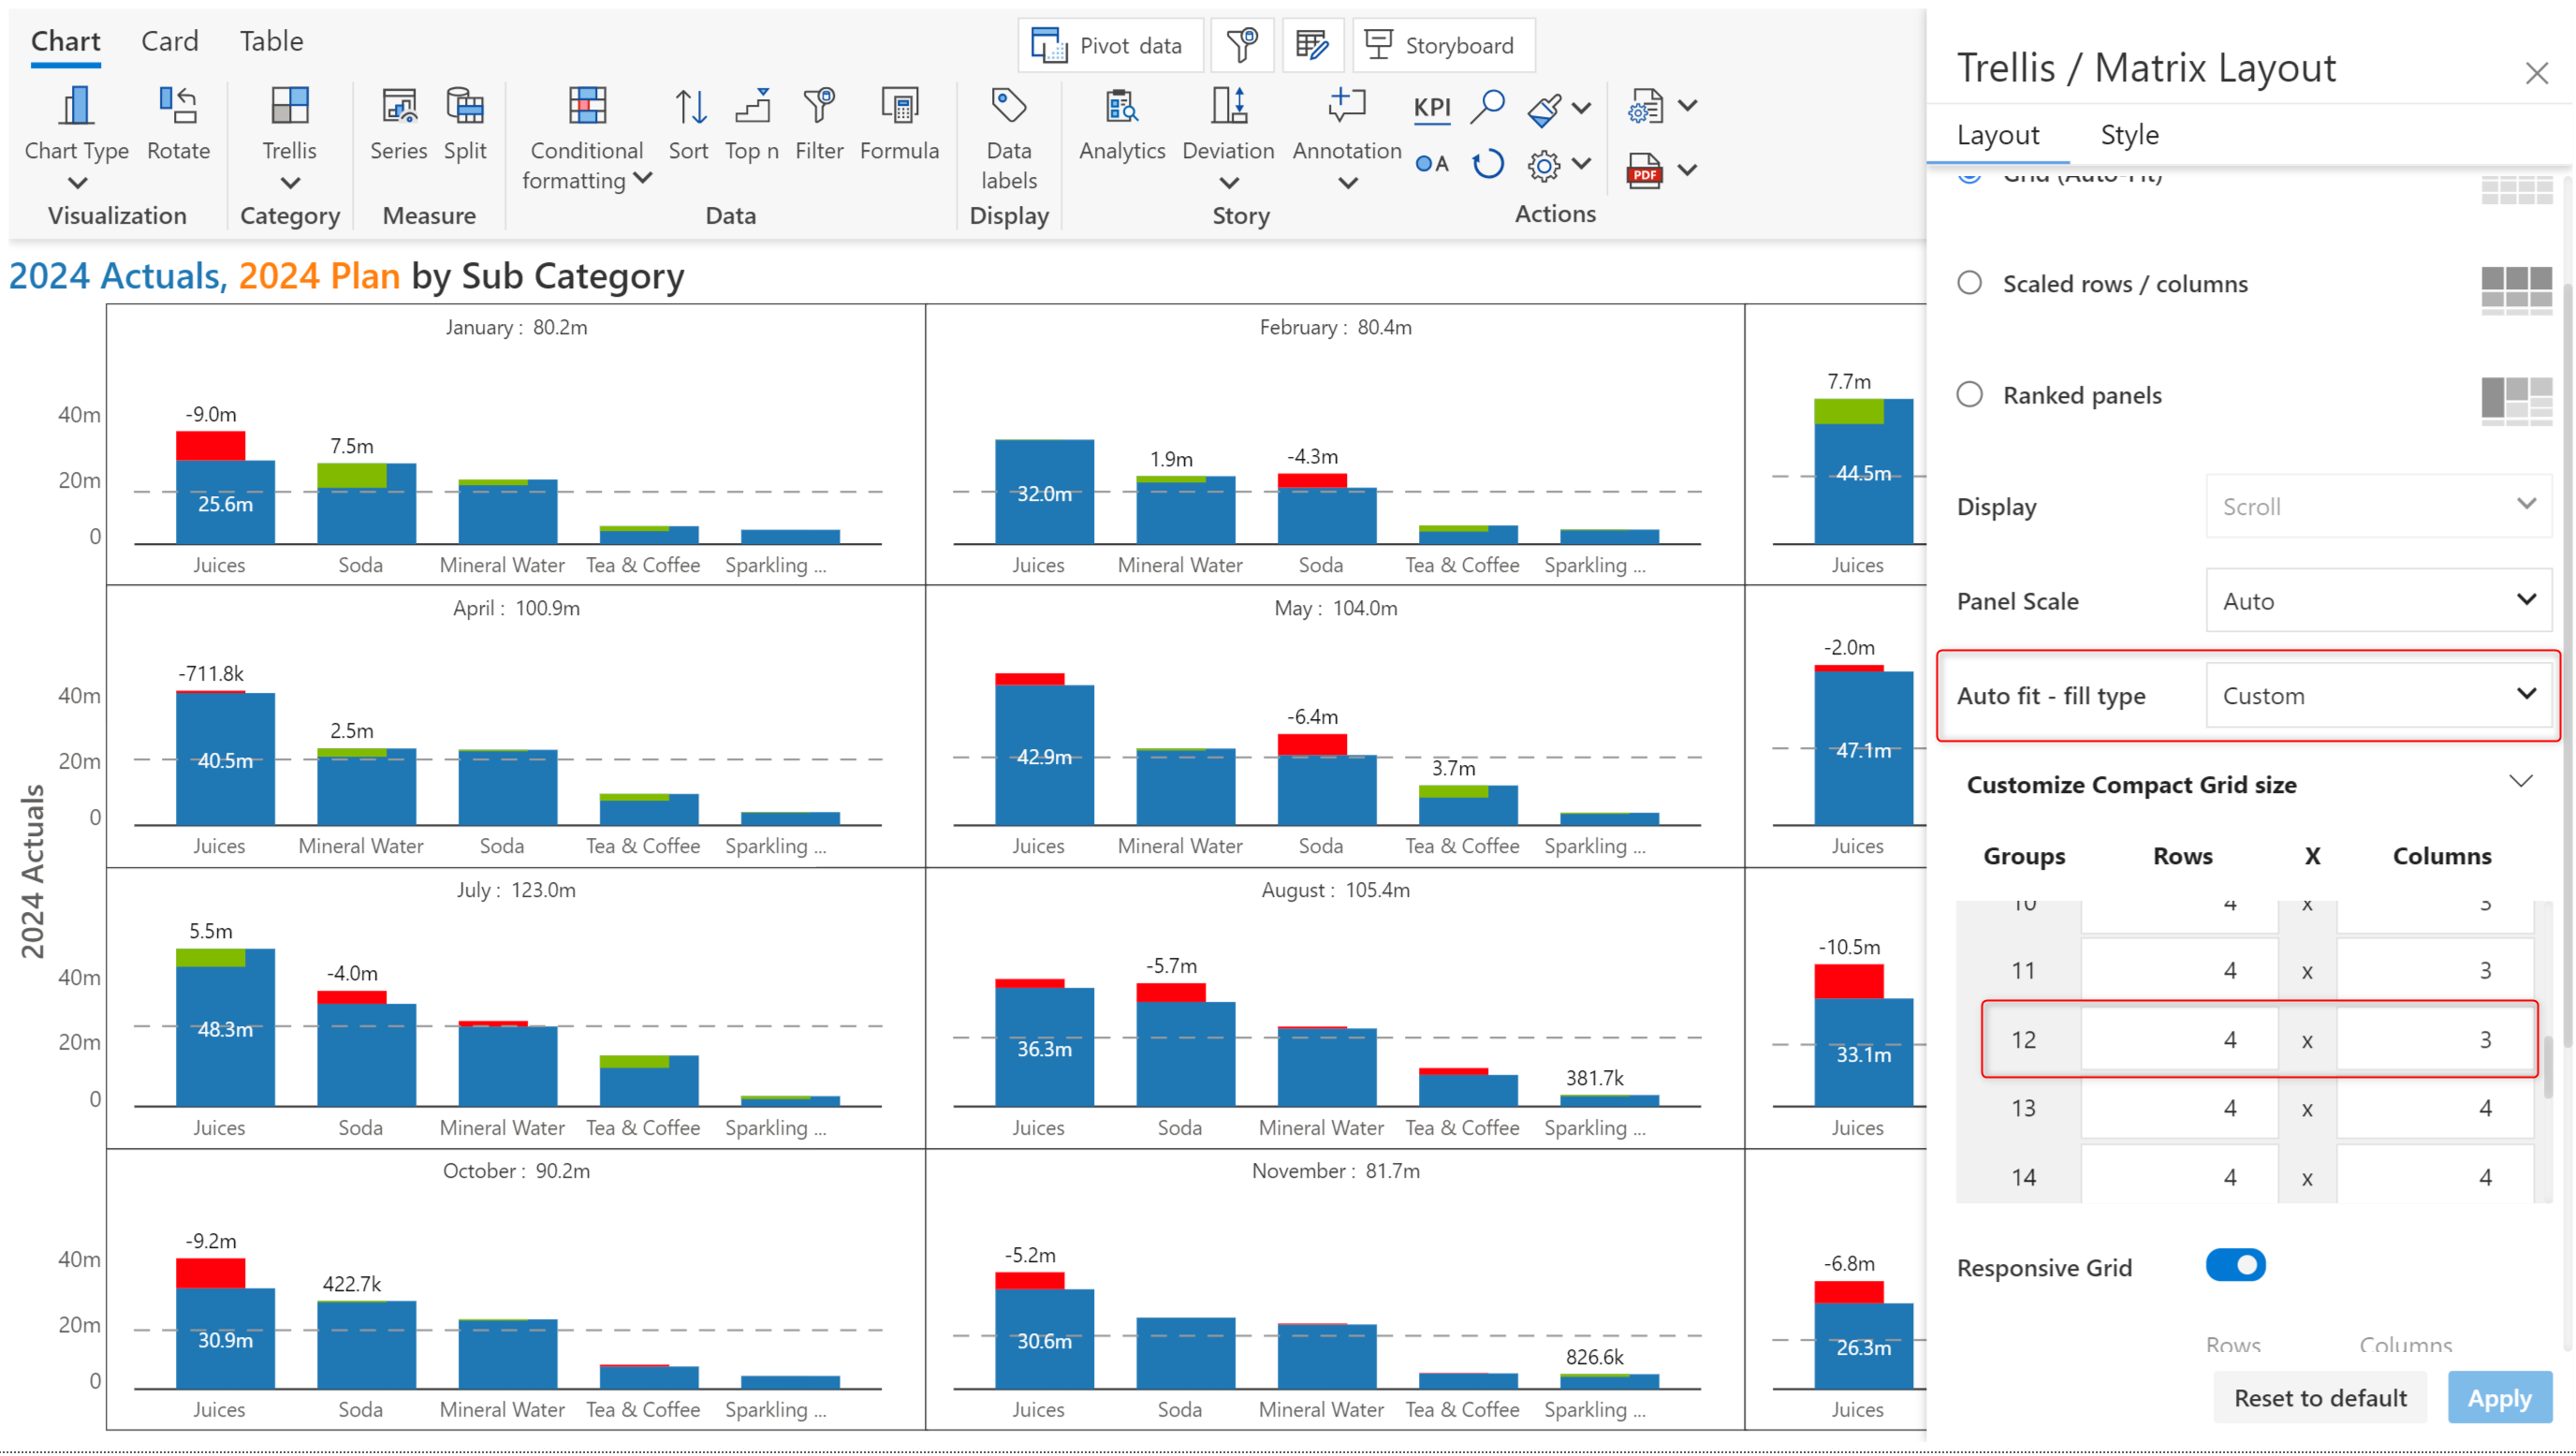 Chart Card Table
Pivot data Storyboard
Chart Type Rotate Trellis Series Split Conditional formatting Sort Top n Filter Formula Data labels Analytics Deviation Annotation KPI
A
PDF
Visualization Category Measure Data Display Story Actions
2024 Actuals, 2024 Plan by Sub Category
2024 Actuals
January : 80.2m
40m
20m
0
-9.0m
7.5m
25.6m
Juices Soda Mineral Water Tea & Coffee Sparkling ...
February : 80.4m
32.0m
1.9m
-4.3m
Juices Mineral Water Soda Tea & Coffee Sparkling ...
7.7m
44.5m
Juices
April : 100.9m
40m
20m
0
-711.8k
2.5m
40.5m
Juices Mineral Water Soda Tea & Coffee Sparkling ...
May : 104.0m
-6.4m
42.9m
3.7m
Juices Mineral Water Soda Tea & Coffee Sparkling ...
-2.0m
47.1m
Juices
July : 123.0m
40m
20m
0
5.5m
-4.0m
48.3m
Juices Soda Mineral Water Tea & Coffee Sparkling ...
August : 105.4m
-5.7m
36.3m
381.7k
Juices Soda Mineral Water Tea & Coffee Sparkling ...
-10.5m
33.1m
Juices
October : 90.2m
40m
20m
0
-9.2m
422.7k
30.9m
Juices Soda Mineral Water Tea & Coffee Sparkling ...
November : 81.7m
-5.2m
30.6m
826.6k
Juices Soda Mineral Water Tea & Coffee Sparkling ...
-6.8m
26.3m
Juices
Trellis / Matrix Layout
Layout Style
Grid (Auto-Fit)
Scaled rows / columns
Ranked panels
Display Scroll
Panel Scale Auto
Auto fit - fill type Custom
Customize Compact Grid size
Groups Rows X Columns
10 4 x 3
11 4 x 3
12 4 x 3
13 4 x 4
14 4 x 4
Responsive Grid
Rows Columns
Reset to default Apply